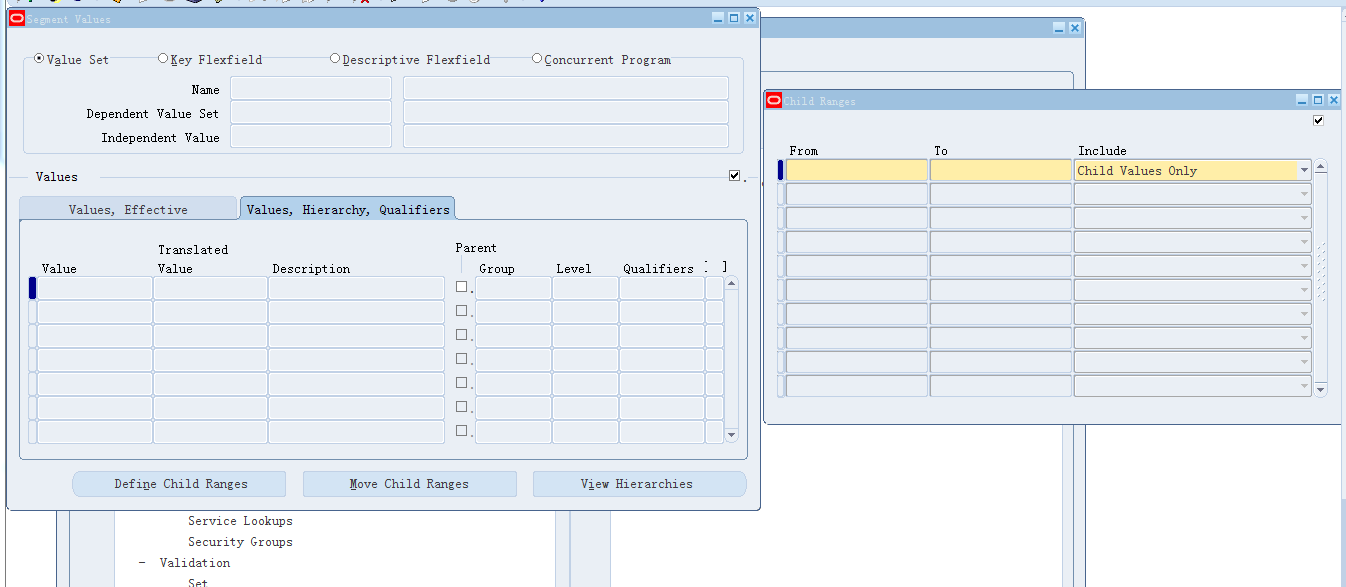 Segment Values
Value Set
Key Flexfield
Descriptive Flexfield
Concurrent Program
Name
Dependent Value Set
Independent Value
Values
Values, Effective
Values, Hierarchy, Qualifiers
Translated
Parent
Value
Value
Description
Group
Level
Qualifiers
[ ]
Define Child Ranges
Move Child Ranges
View Hierarchies
Service Lookups
Security Groups
- Validation
Set
Child Ranges
From
To
Include
Child Values Only